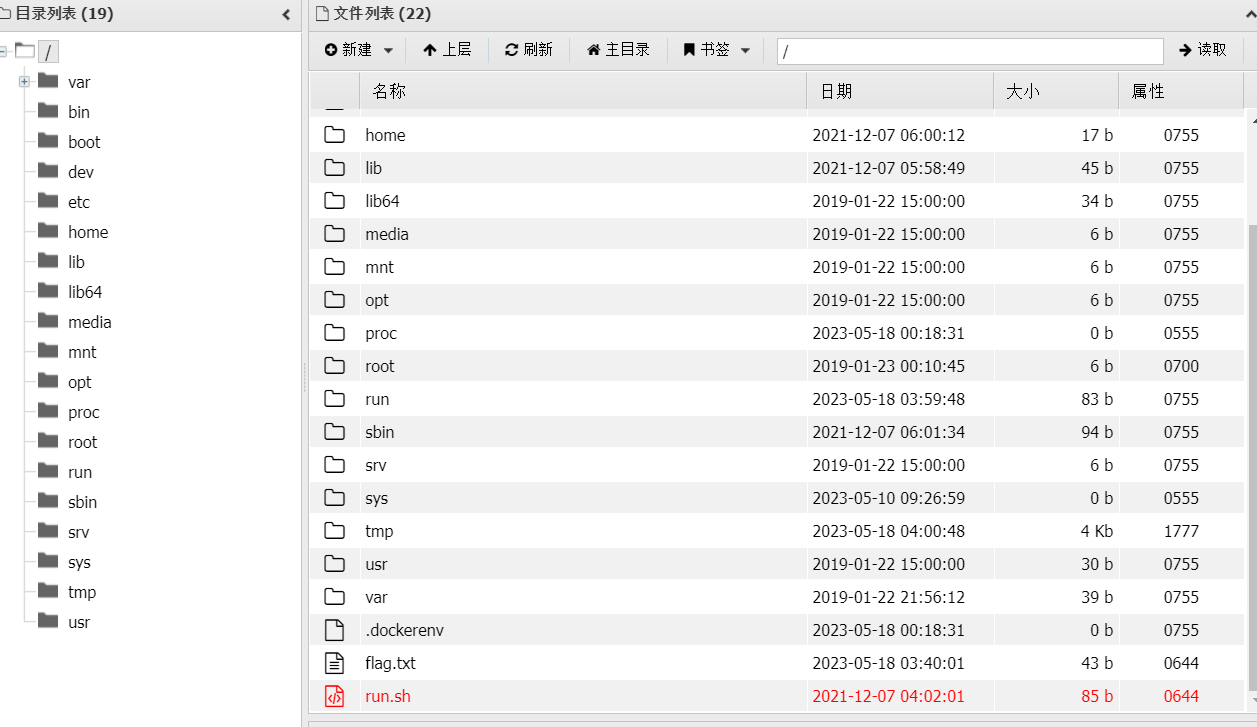 目录列表 (19)
/
var
bin
boot
dev
etc
home
lib
lib64
media
mnt
opt
proc
root
run
sbin
srv
sys
tmp
usr
文件列表 (22)
新建 上层 刷新 主目录 书签 / 读取
名称 日期 大小 属性
home 2021-12-07 06:00:12 17 b 0755
lib 2021-12-07 05:58:49 45 b 0755
lib64 2019-01-22 15:00:00 34 b 0755
media 2019-01-22 15:00:00 6 b 0755
mnt 2019-01-22 15:00:00 6 b 0755
opt 2019-01-22 15:00:00 6 b 0755
proc 2023-05-18 00:18:31 0 b 0555
root 2019-01-23 00:10:45 6 b 0700
run 2023-05-18 03:59:48 83 b 0755
sbin 2021-12-07 06:01:34 94 b 0755
srv 2019-01-22 15:00:00 6 b 0755
sys 2023-05-10 09:26:59 0 b 0555
tmp 2023-05-18 04:00:48 4 Kb 1777
usr 2019-01-22 15:00:00 30 b 0755
var 2019-01-22 21:56:12 39 b 0755
.dockerenv 2023-05-18 00:18:31 0 b 0755
flag.txt 2023-05-18 03:40:01 43 b 0644
run.sh 2021-12-07 04:02:01 85 b 0644